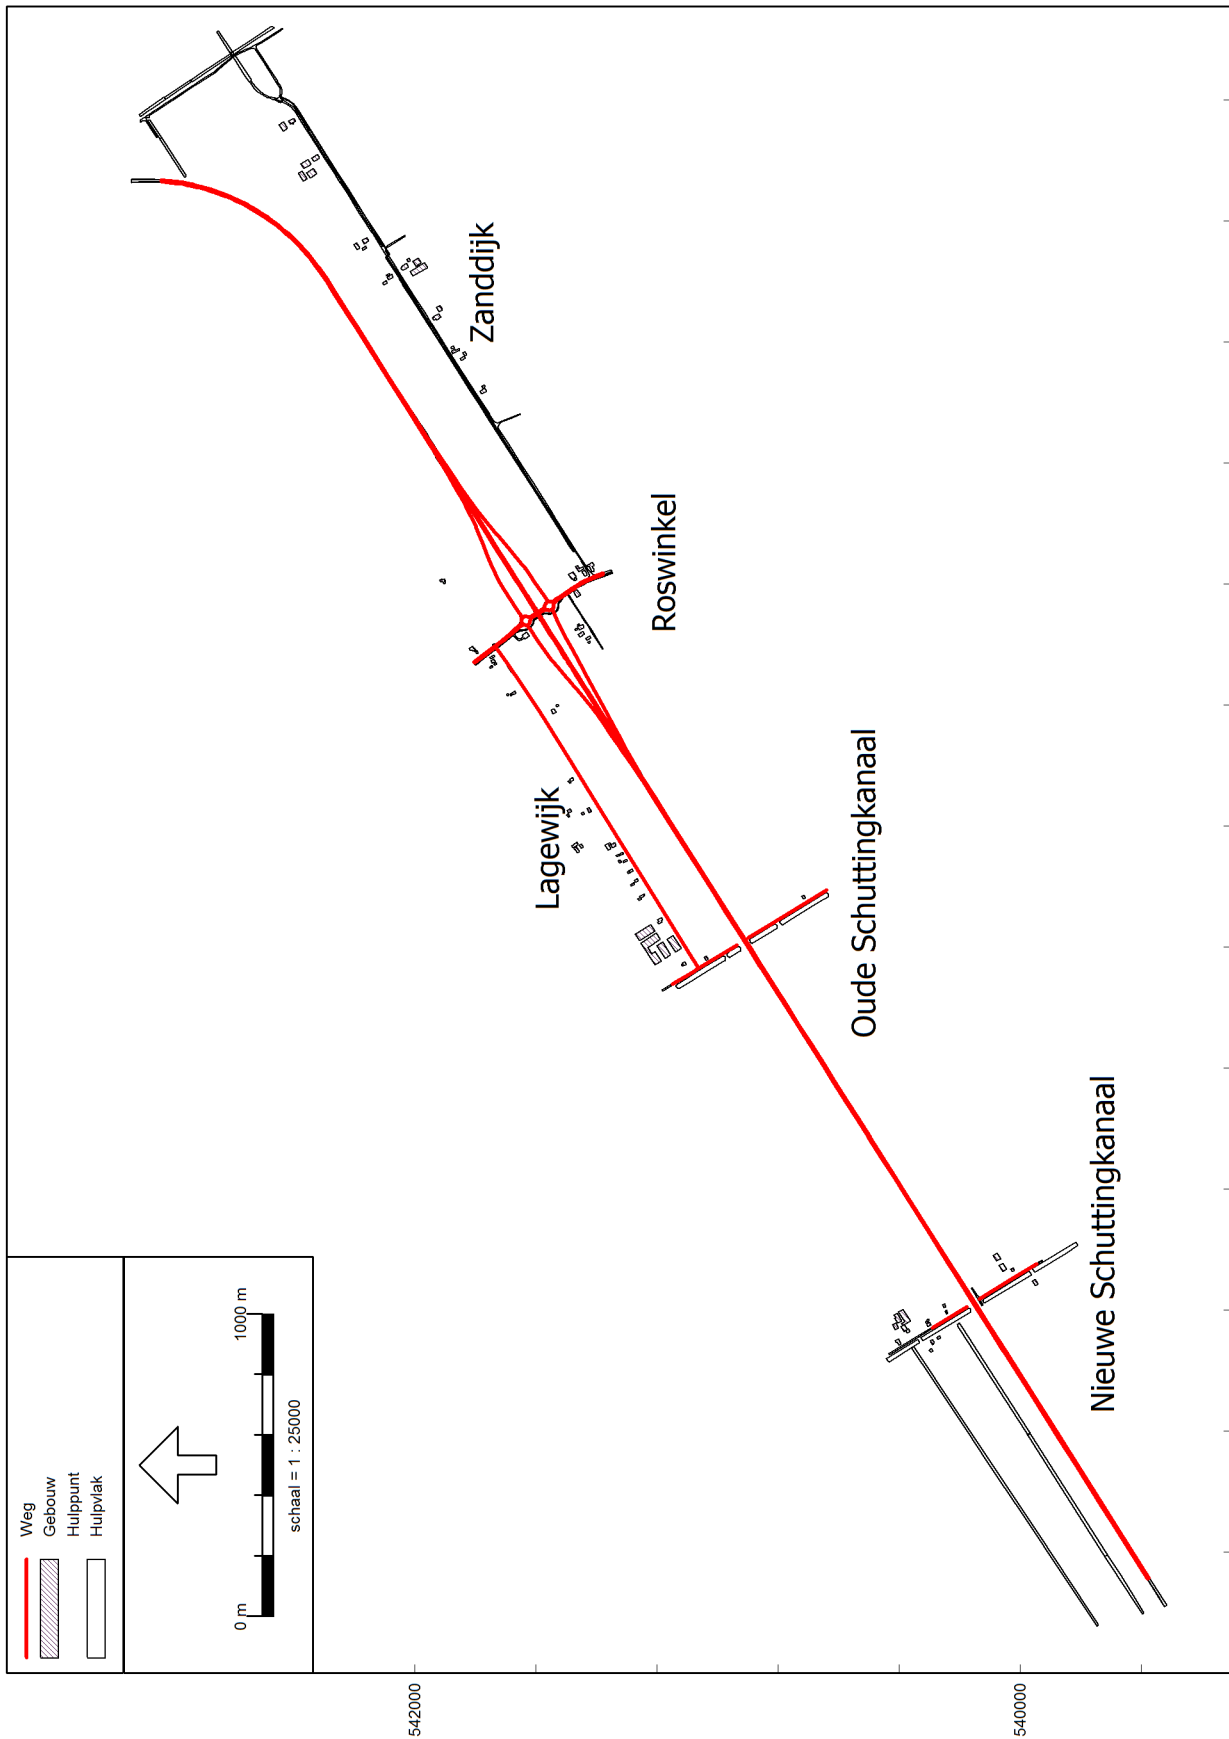 Weg
Gebouw
Hulppunt
Hulpvlak
0 m
1000 m
schaal = 1 : 25000
Zanddijk
Roswinkel
Lagewijk
Oude Schuttingkanaal
Nieuwe Schuttingkanaal
542000
540000